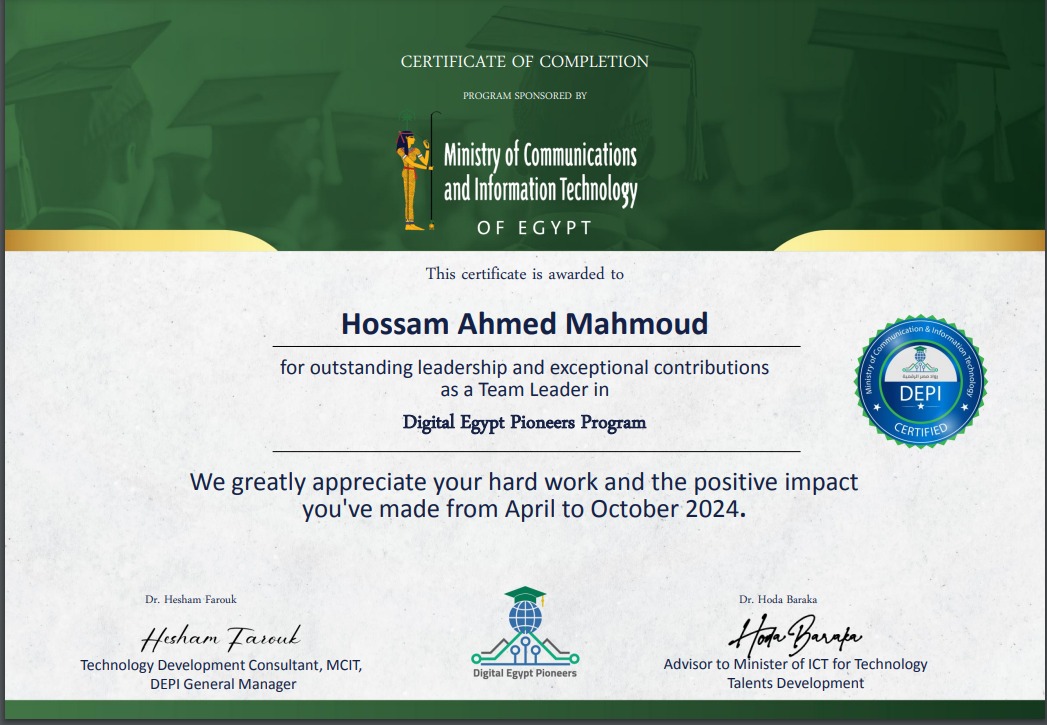 CERTIFICATE OF COMPLETION
PROGRAM SPONSORED BY
Ministry of Communications
and Information Technology
OF EGYPT
This certificate is awarded to
Hossam Ahmed Mahmoud
for outstanding leadership and exceptional contributions
as a Team Leader in
Digital Egypt Pioneers Program
Ministry of Communication & Information Technology
رواد مصر الرقمية
DEPI
CERTIFIED
We greatly appreciate your hard work and the positive impact
you've made from April to October 2024.
Dr. Hesham Farouk
Hesham Farouk
Technology Development Consultant, MCIT,
DEPI General Manager
Digital Egypt Pioneers
Dr. Hoda Baraka
Hoda Baraka
Advisor to Minister of ICT for Technology
Talents Development